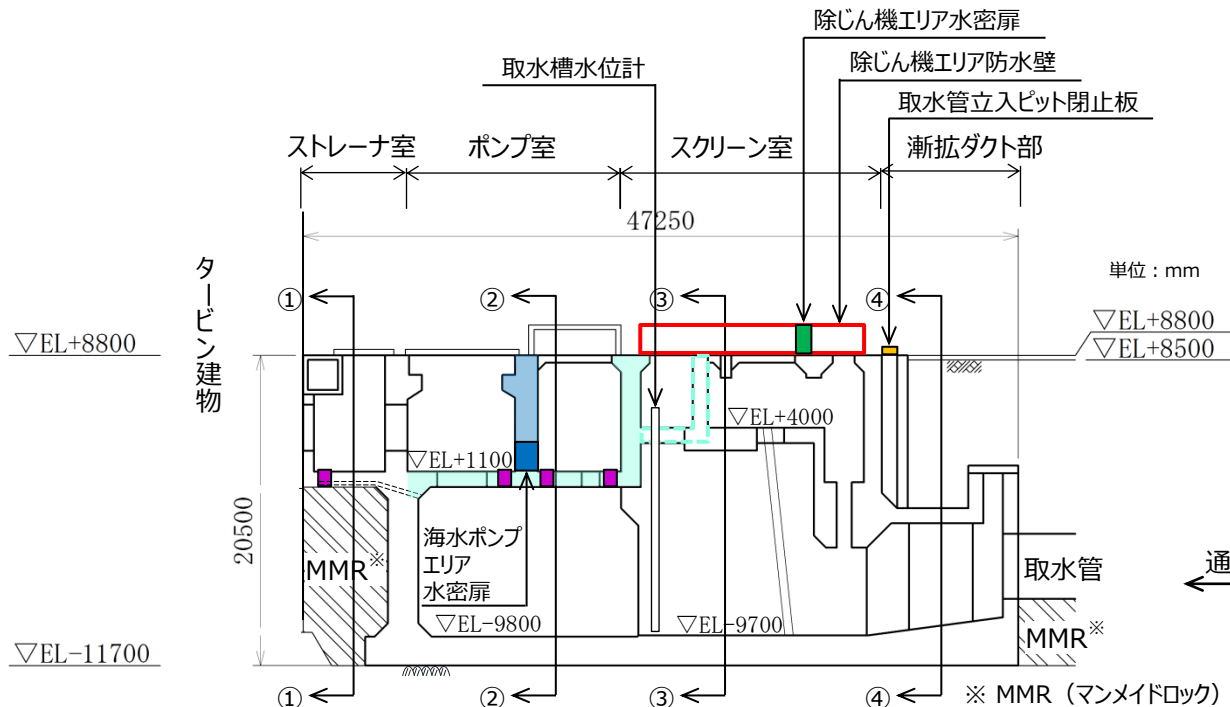 除じん機エリア水密扉
除じん機エリア防水壁
取水槽水位計
取水管立入ピット閉止板
ストレーナ室
ポンプ室
スクリーン室
漸拡ダクト部
47250
単位:mm
タービン建物
①
②
③
④
▽EL+8800
▽EL+8800
▽EL+8500
▽EL+4000
▽EL+1100
20500
海水ポンプ
エリア
水密扉
MMR※
取水管
通
▽EL-9800
▽EL-9700
MMR※
▽EL-11700
①
②
③
④
※ MMR(マンメイドロック)